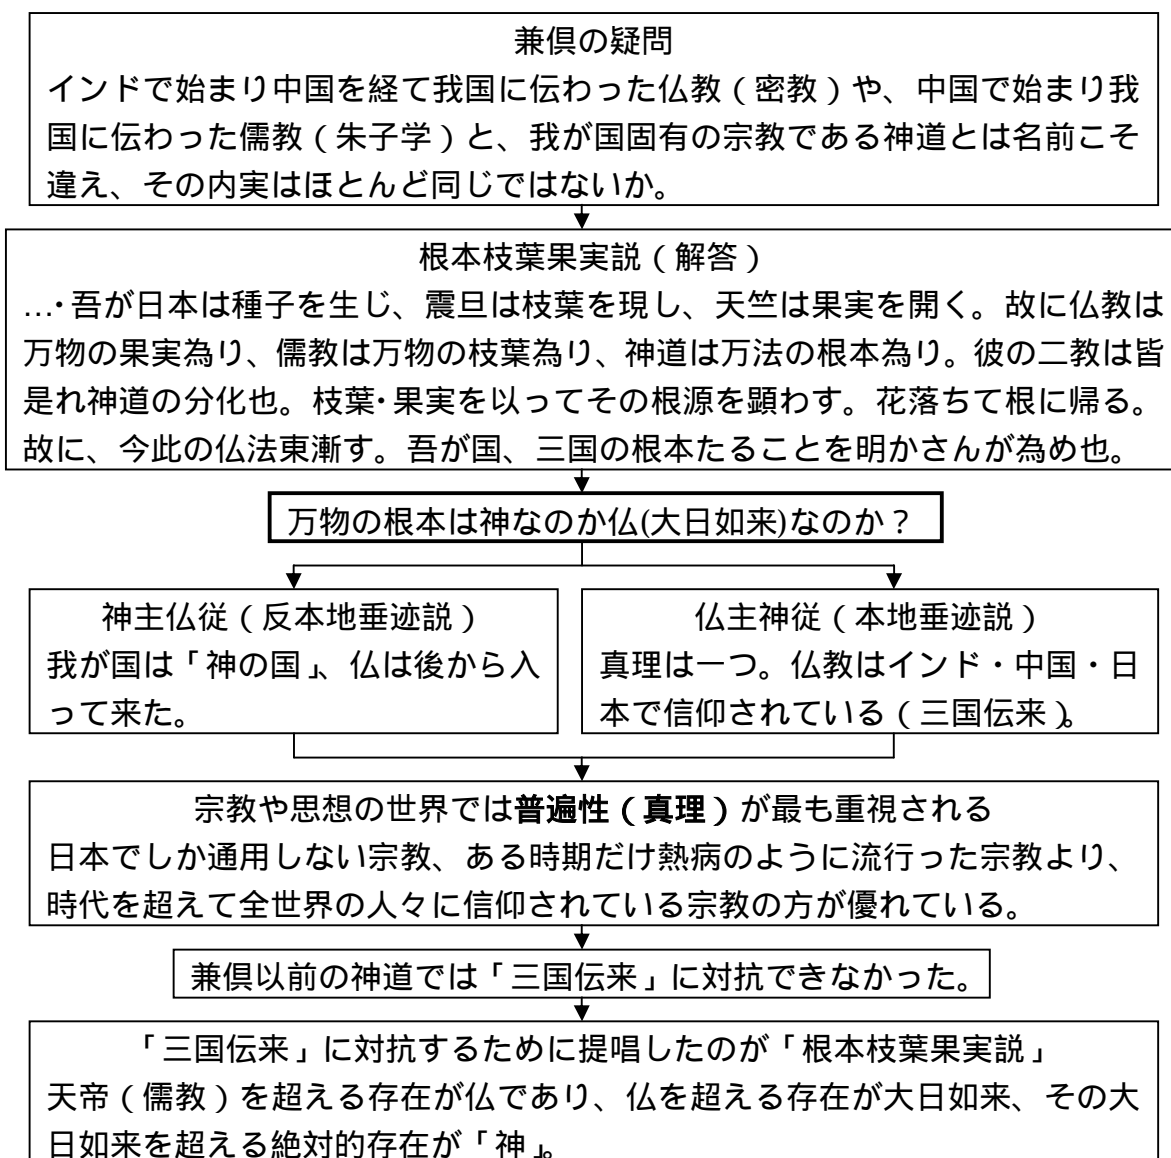 兼倶の疑問
インドで始まり中国を経て我国に伝わった仏教（密教）や、中国で始まり我
国に伝わった儒教（朱子学）と、我が国固有の宗教である神道とは名前こそ
違え、その内実はほとんど同じではないか。
根本枝葉果実説（解答）
…・吾が日本は種子を生じ、震旦は枝葉を現し、天竺は果実を開く。故に仏教は
万物の果実為り、儒教は万物の枝葉為り、神道は万法の根本為り。彼の二教は皆
是れ神道の分化也。枝葉・果実を以ってその根源を顕わす。花落ちて根に帰る。
故に、今此の仏法東漸す。吾が国、三国の根本たることを明かさんが為め也。
万物の根本は神なのか仏(大日如来)なのか？
神主仏従（反本地垂迹説）
我が国は「神の国」、仏は後から入
って来た。
仏主神従（本地垂迹説）
真理は一つ。仏教はインド・中国・日
本で信仰されている（三国伝来）。
宗教や思想の世界では普遍性（真理）が最も重視される
日本でしか通用しない宗教、ある時期だけ熱病のように流行った宗教より、
時代を超えて全世界の人々に信仰されている宗教の方が優れている。
兼倶以前の神道では「三国伝来」に対抗できなかった。
「三国伝来」に対抗するために提唱したのが「根本枝葉果実説」
天帝（儒教）を超える存在が仏であり、仏を超える存在が大日如来、その大
日如来を超える絶対的存在が「神」。